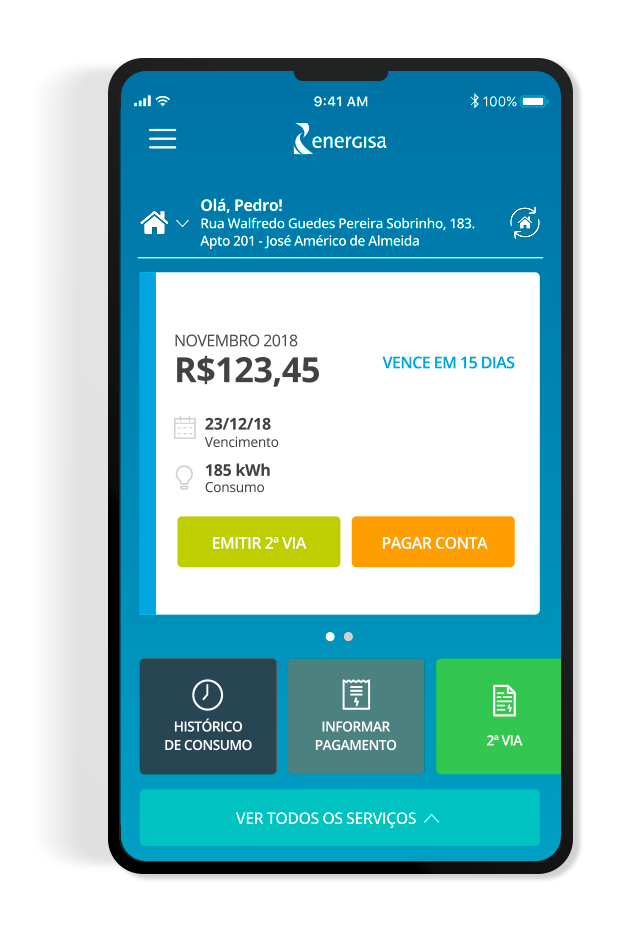 9:41 AM
100%
energisa
Olá, Pedro!
Rua Walfredo Guedes Pereira Sobrinho, 183.
Apto 201 - José Américo de Almeida
NOVEMBRO 2018
R$123,45
VENCE EM 15 DIAS
23/12/18
Vencimento
185 kWh
Consumo
EMITIR 2ª VIA
PAGAR CONTA
HISTÓRICO
DE CONSUMO
INFORMAR
PAGAMENTO
2ª VIA
VER TODOS OS SERVIÇOS